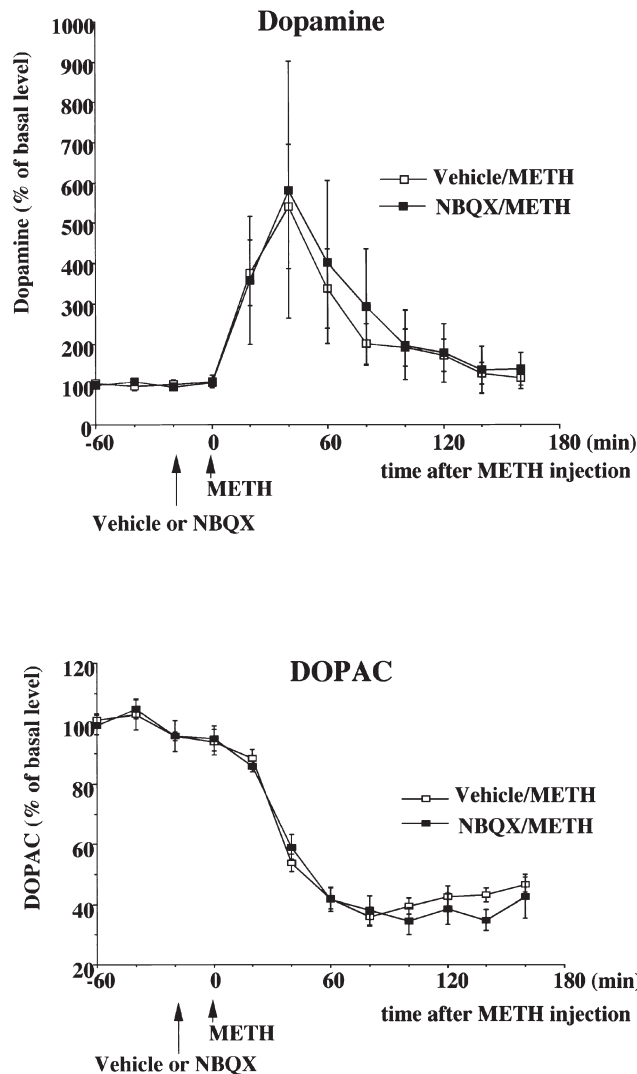 Dopamine
Dopamine (% of basal level)
1000
900
800
700
600
500
400
300
200
100
0
Vehicle/METH
NBQX/METH
-60 0 60 120 180 (min)
time after METH injection
METH
Vehicle or NBQX
DOPAC
DOPAC (% of basal level)
120
100
80
60
40
20
Vehicle/METH
NBQX/METH
-60 0 60 120 180 (min)
time after METH injection
METH
Vehicle or NBQX